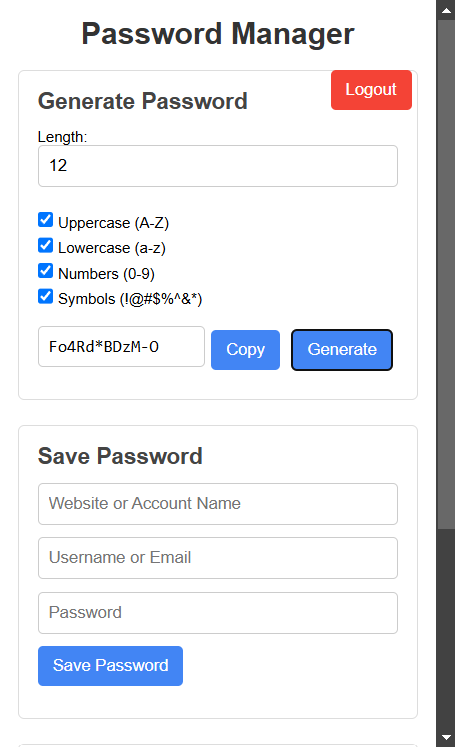 Password Manager
Logout
Generate Password
Length:
12
Uppercase (A-Z)
Lowercase (a-z)
Numbers (0-9)
Symbols (!@#$%^&*)
Fo4Rd*BDzM-O
Copy
Generate
Save Password
Website or Account Name
Username or Email
Password
Save Password